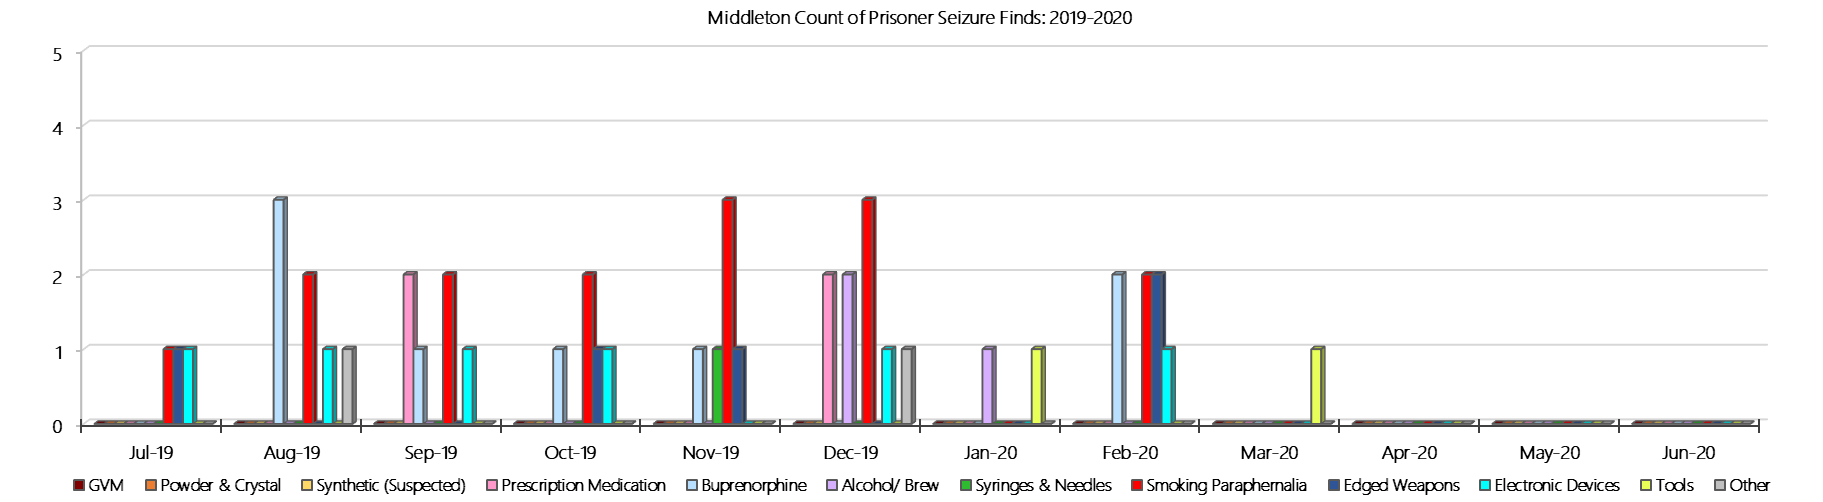 Middleton Count of Prisoner Seizure Finds: 2019-2020
5
4
3
2
1
0
Jul-19 Aug-19 Sep-19 Oct-19 Nov-19 Dec-19 Jan-20 Feb-20 Mar-20 Apr-20 May-20 Jun-20
GVM Powder & Crystal Synthetic (Suspected) Prescription Medication Buprenorphine Alcohol/ Brew Syringes & Needles Smoking Paraphernalia Edged Weapons Electronic Devices Tools Other